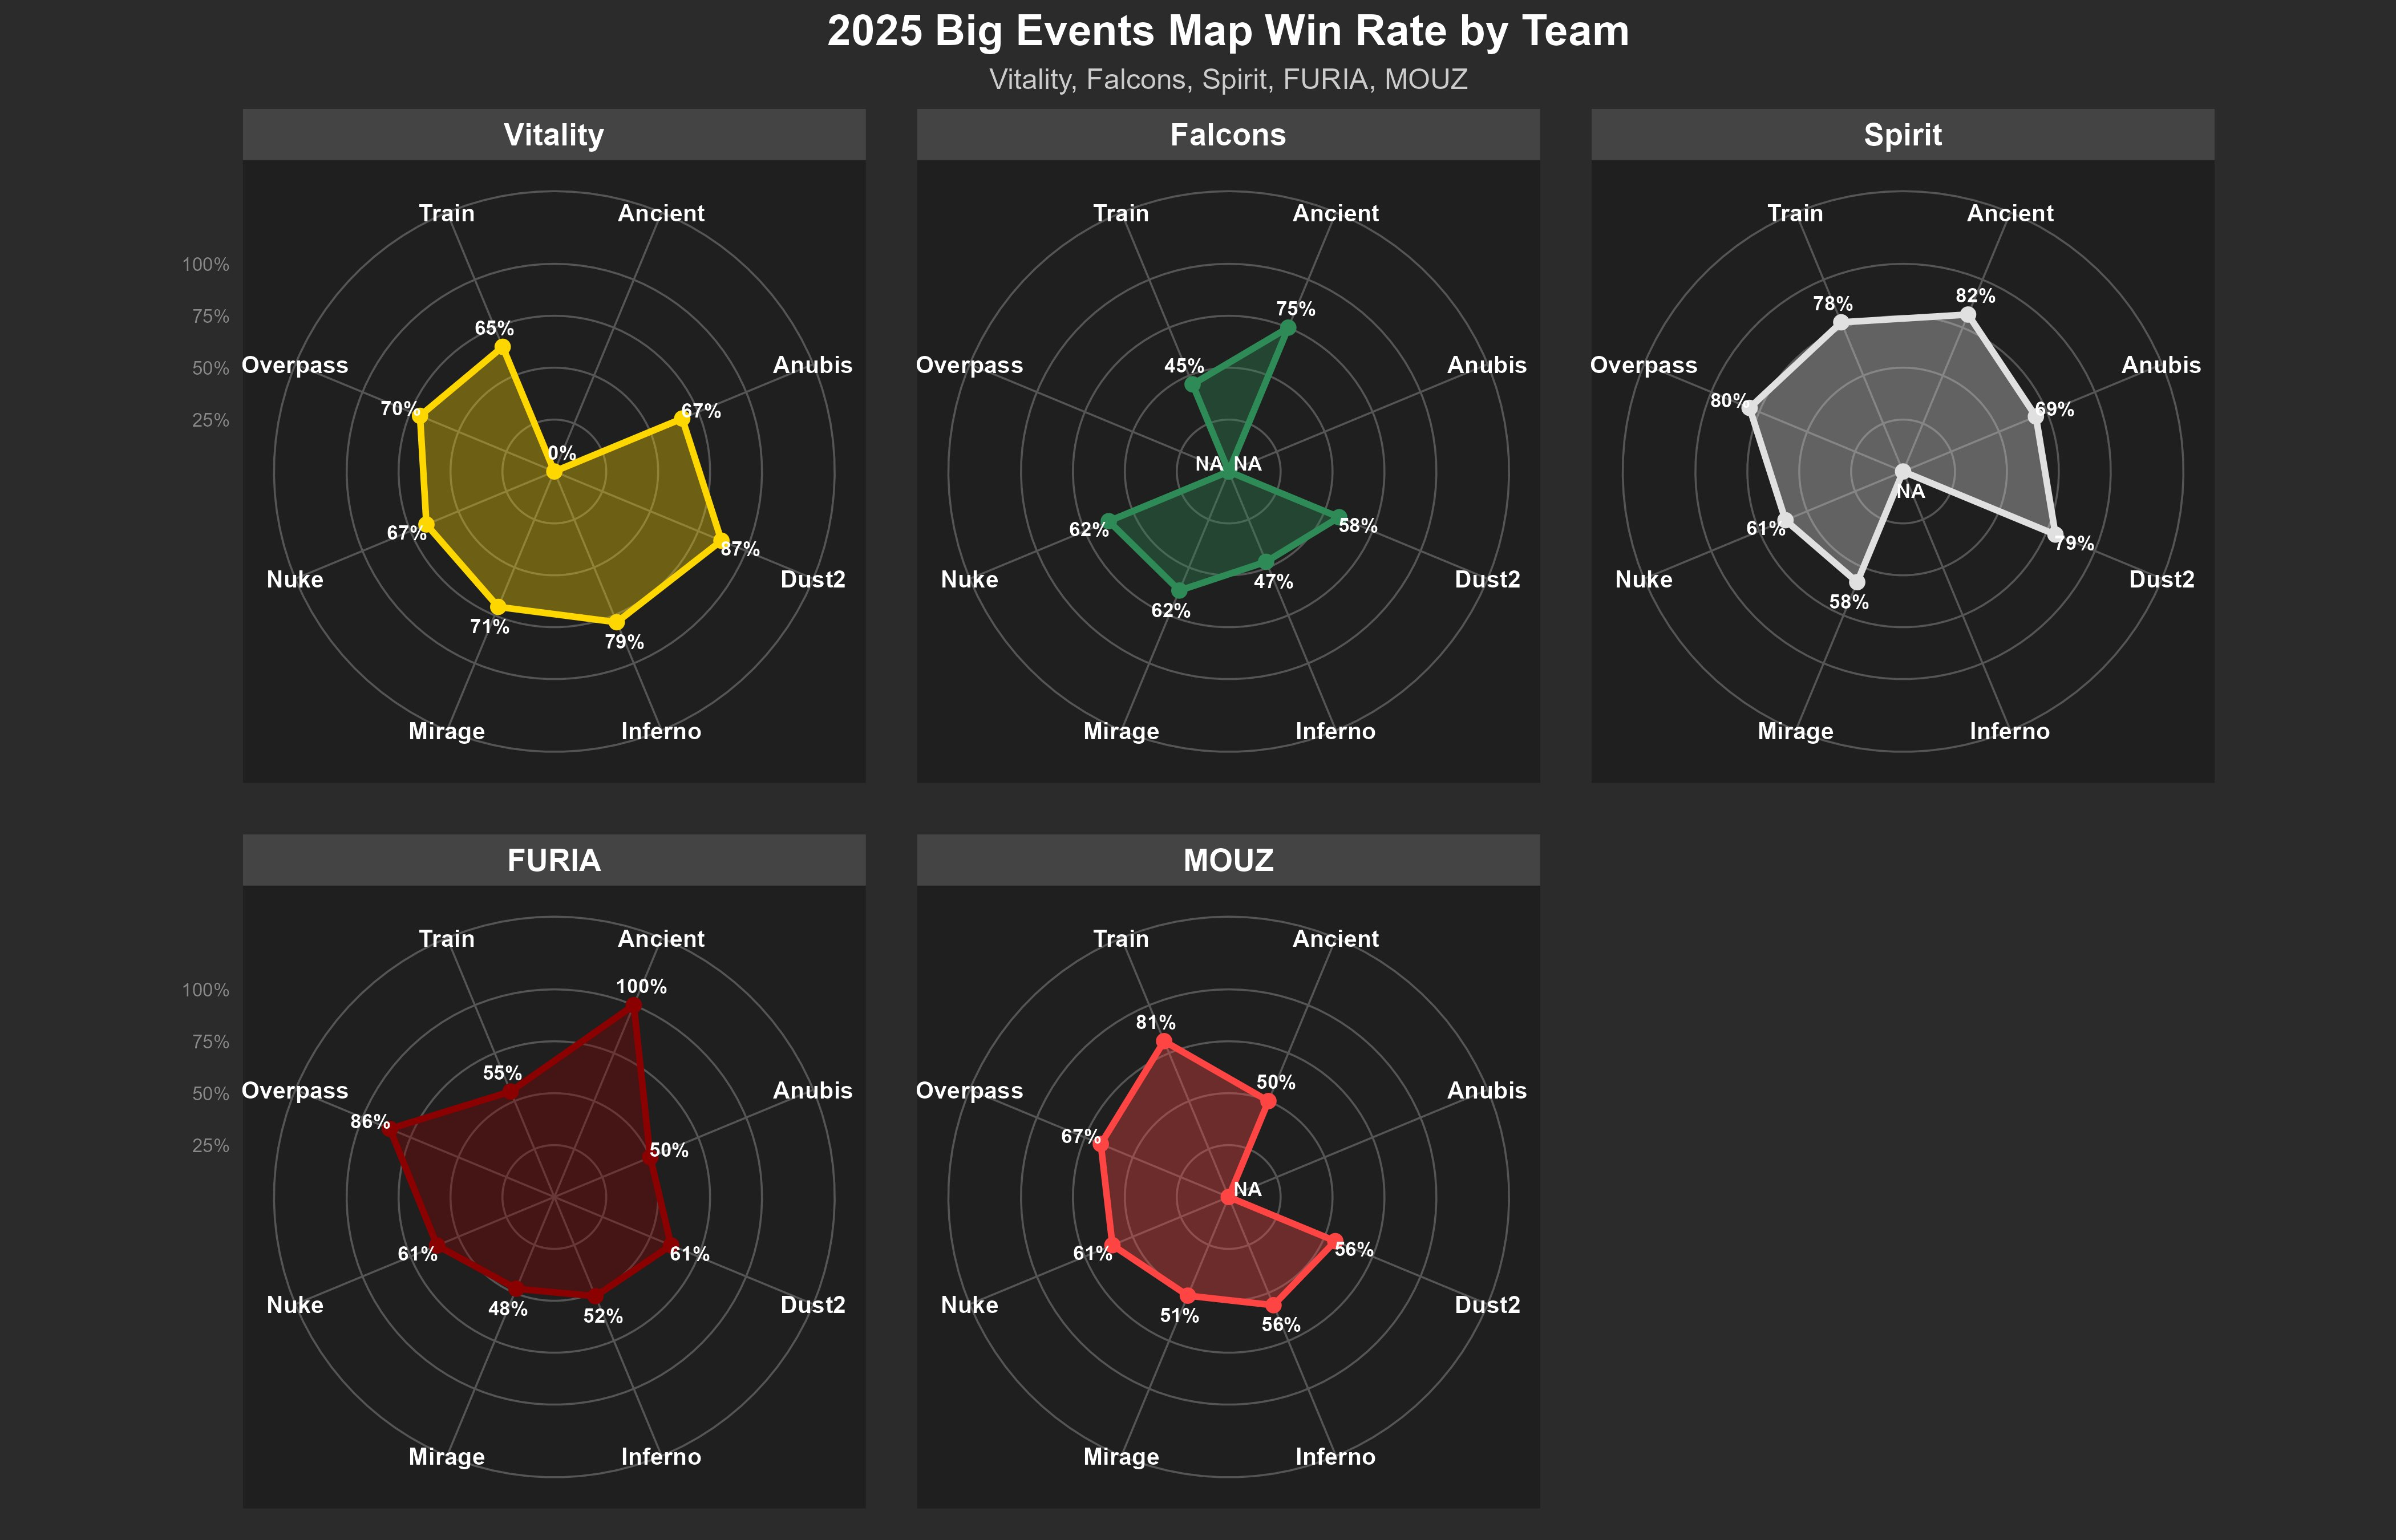 2025 Big Events Map Win Rate by Team
Vitality, Falcons, Spirit, FURIA, MOUZ
Vitality
Train
Ancient
100%
75%
65%
Overpass
50%
Anubis
70%
67%
25%
0%
67%
87%
Nuke
Dust2
71%
79%
Mirage
Inferno
Falcons
Train
Ancient
75%
45%
Overpass
Anubis
NA
NA
62%
58%
Nuke
47%
Dust2
62%
Mirage
Inferno
Spirit
Train
Ancient
78%
82%
Overpass
Anubis
80%
69%
NA
61%
79%
Nuke
58%
Dust2
Mirage
Inferno
FURIA
Train
Ancient
100%
100%
75%
55%
Overpass
50%
Anubis
86%
25%
50%
61%
61%
Nuke
48%
52%
Dust2
Mirage
Inferno
MOUZ
Train
Ancient
81%
50%
Overpass
Anubis
67%
NA
61%
56%
Nuke
51%
56%
Dust2
Mirage
Inferno